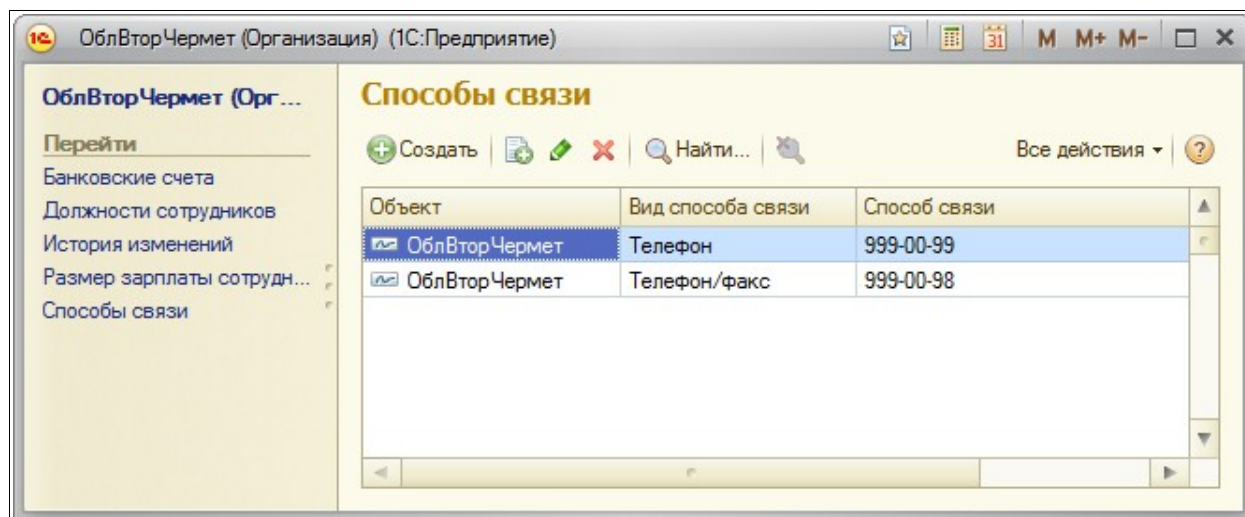 ОблВторЧермет (Организация) (1С:Предприятие)
31 M M+ M-
ОблВторЧермет (Орг...
Перейти
Банковские счета
Должности сотрудников
История изменений
Размер зарплаты сотрудн...
Способы связи
Способы связи
Создать Найти... Все действия ?
Объект Вид способа связи Способ связи
ОблВторЧермет Телефон 999-00-99
ОблВторЧермет Телефон/факс 999-00-98